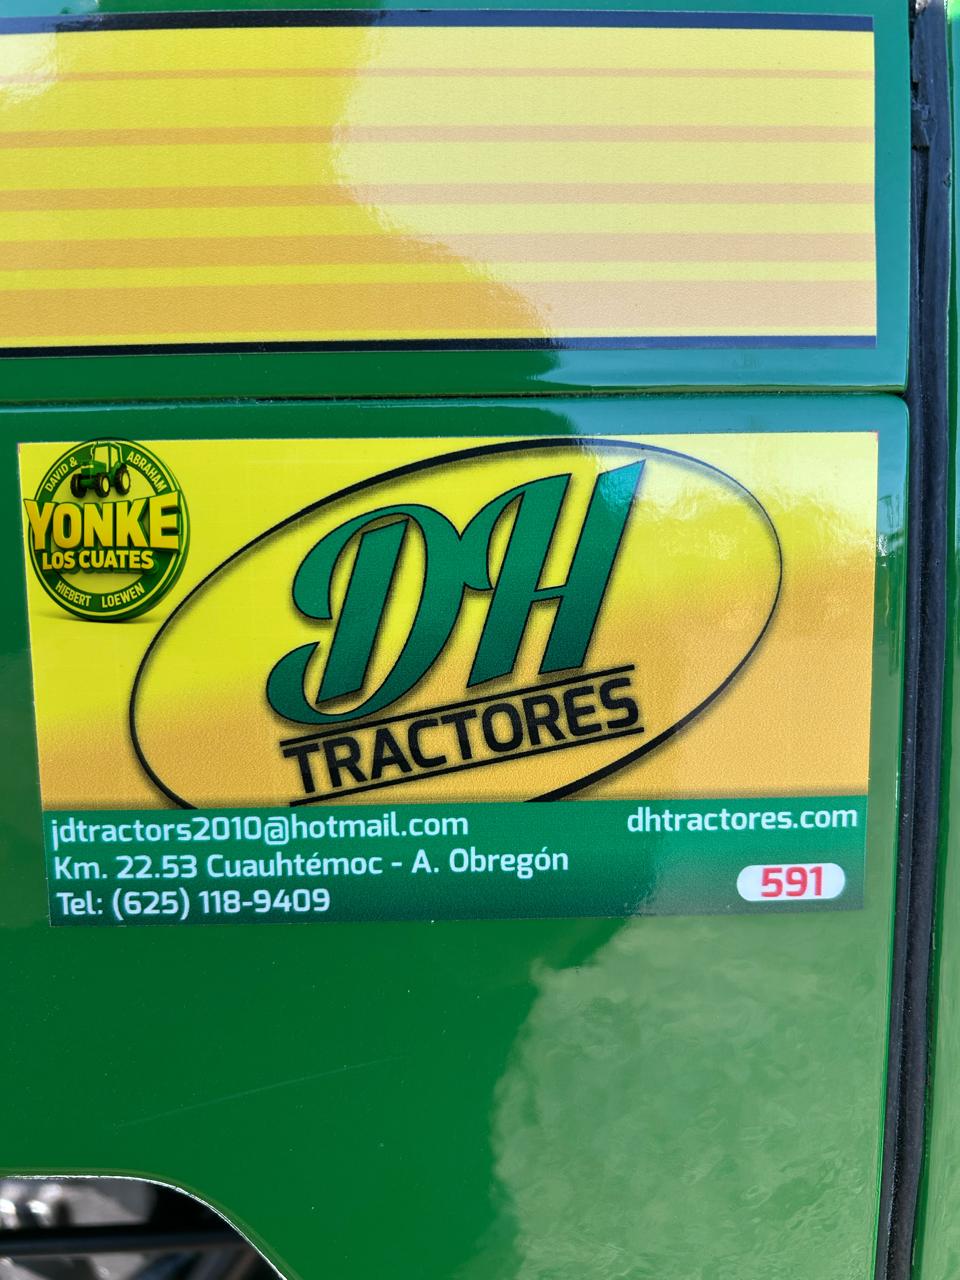 DAVID & ABRAHAM
YONKE
LOS CUATES
HIEBERT LOEWEN
DH
TRACTORES
jdtractors2010@hotmail.com
dhtractores.com
Km. 22.53 Cuauhtémoc - A. Obregón
591
Tel: (625) 118-9409